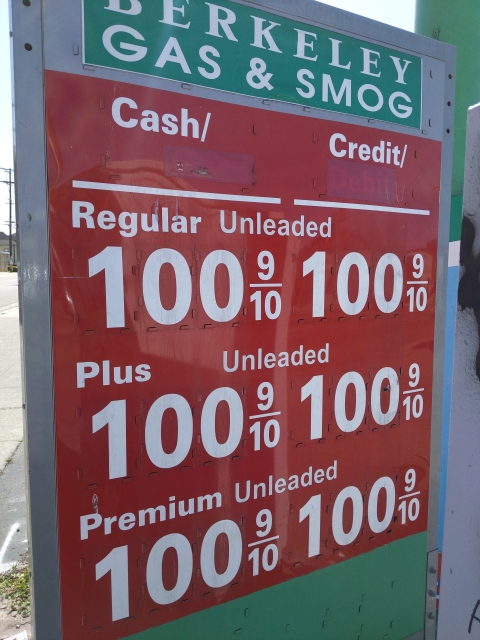 BERKELEY
GAS & SMOG
Cash/ Credit/
Debit
Regular Unleaded
100 9/10 100 9/10
Plus Unleaded
100 9/10 100 9/10
Premium Unleaded
100 9/10 100 9/10